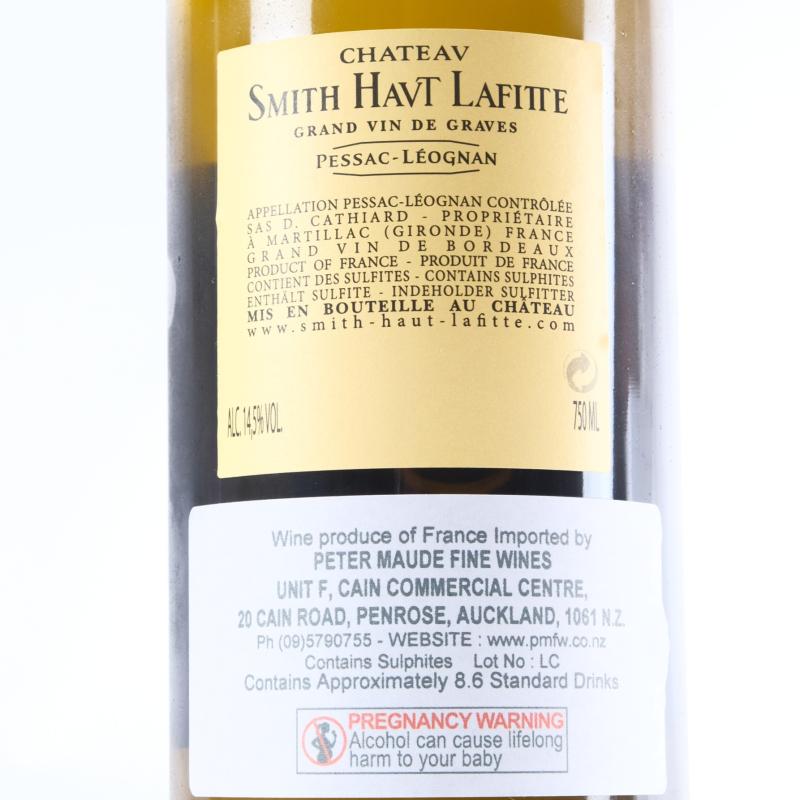 CHATEAV
SMITH HAVT LAFITTE
GRAND VIN DE GRAVES
PESSAC-LÉOGNAN
APPELLATION PESSAC-LÉOGNAN CONTRÔLÉE
SAS D. CATHIARD - PROPRIÉTAIRE
À MARTILLAC (GIRONDE) FRANCE
GRAND VIN DE BORDEAUX
PRODUCT OF FRANCE - PRODUIT DE FRANCE
CONTIENT DES SULFITES - CONTAINS SULPHITES
ENTHÄLT SULFITE - INDEHOLDER SULFITTER
MIS EN BOUTEILLE AU CHÂTEAU
www.smith-haut-lafitte.com
ALC. 14,5% VOL. 750 ML
Wine produce of France Imported by
PETER MAUDE FINE WINES
UNIT F, CAIN COMMERCIAL CENTRE,
20 CAIN ROAD, PENROSE, AUCKLAND, 1061 N.Z.
Ph (09)5790755 - WEBSITE : www.pmfw.co.nz
Contains Sulphites Lot No : LC
Contains Approximately 8.6 Standard Drinks
PREGNANCY WARNING
Alcohol can cause lifelong
harm to your baby